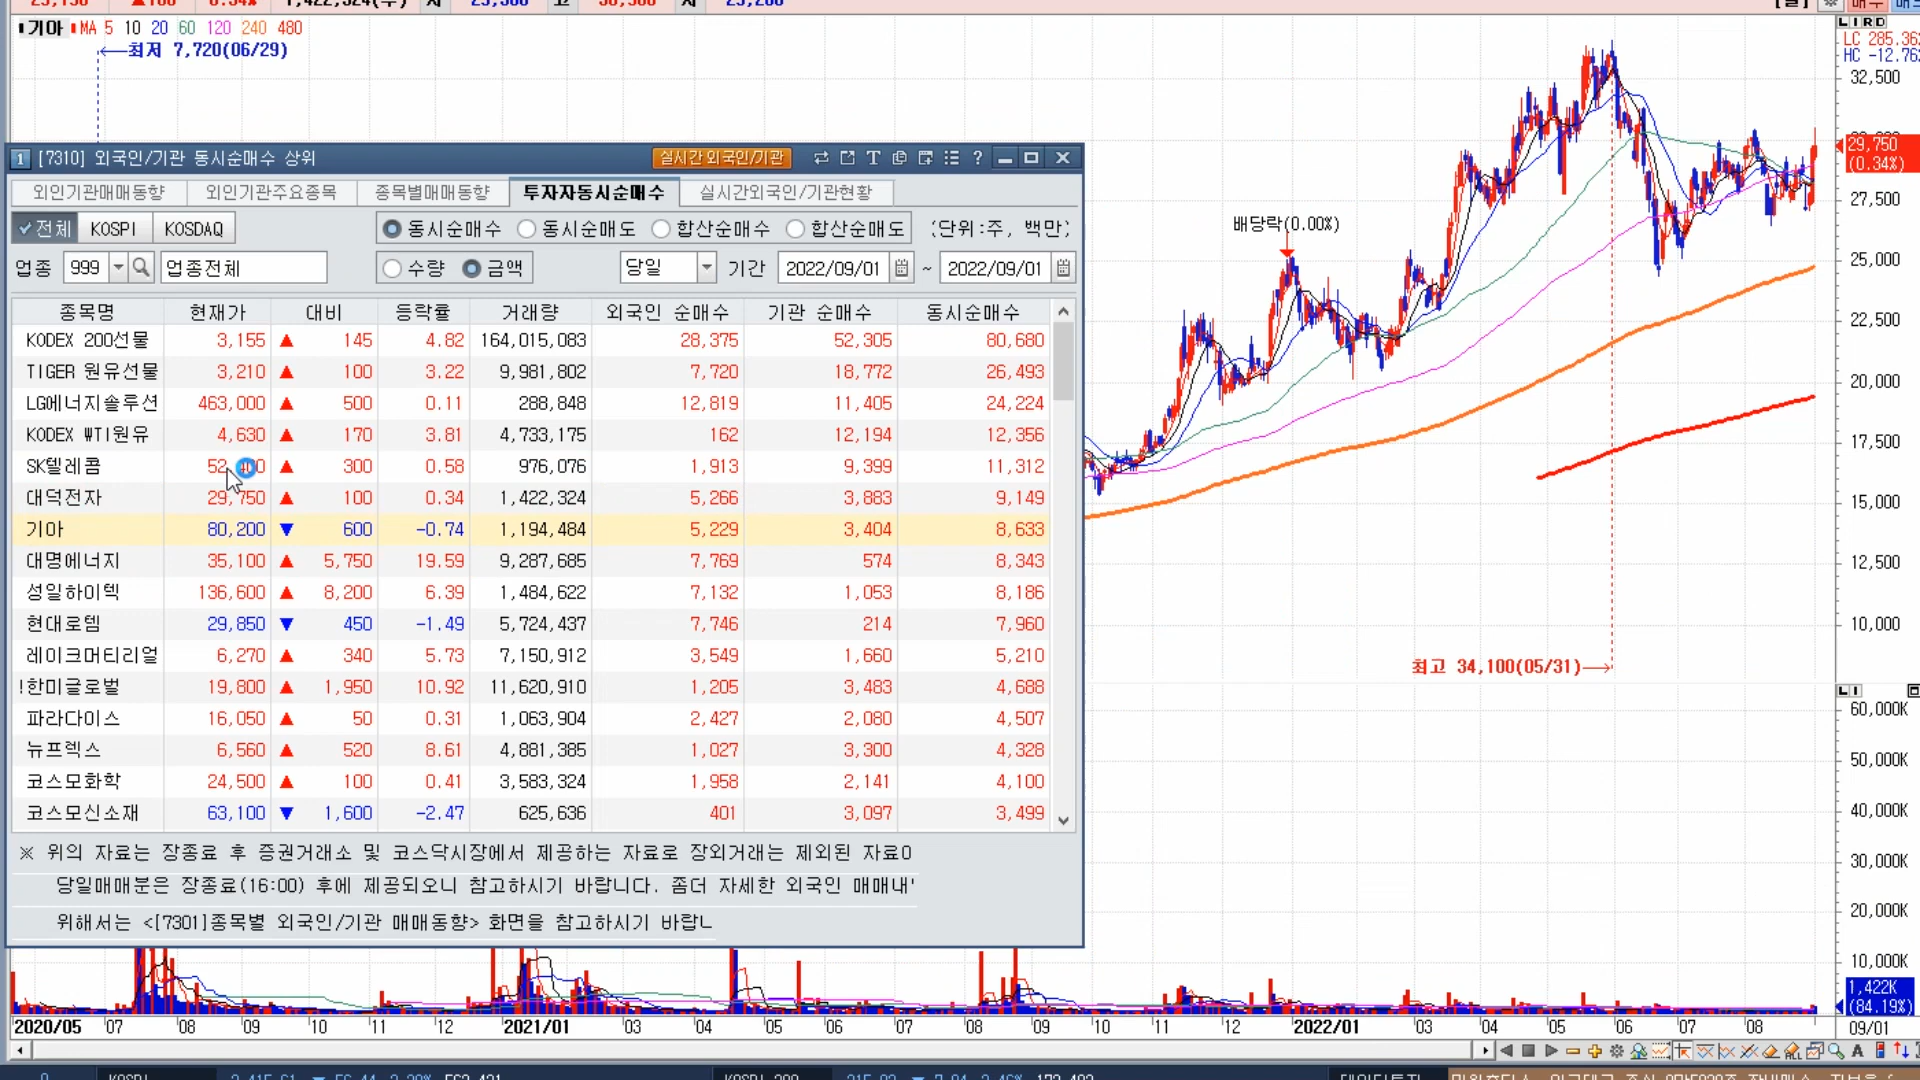 기아 MA 5 10 20 60 120 240 480
←최저 7,720(06/29)
[7310] 외국인/기관 동시순매수 상위 실시간외국인/기관 T ?
외인기관매매동향 외인기관주요종목 종목별매매동향 투자자동시순매수 실시간외국인/기관현황
전체 KOSPI KOSDAQ 동시순매수 동시순매도 합산순매수 합산순매도 (단위:주, 백만)
업종 999 업종전체 수량 금액 당일 기간 2022/09/01 ~ 2022/09/01
종목명 현재가 대비 등락률 거래량 외국인 순매수 기관 순매수 동시순매수
KODEX 200선물 3,155 ▲ 145 4.82 164,015,083 28,375 52,305 80,680
TIGER 원유선물 3,210 ▲ 100 3.22 9,981,802 7,720 18,772 26,493
LG에너지솔루션 463,000 ▲ 500 0.11 288,848 12,819 11,405 24,224
KODEX WTI원유 4,630 ▲ 170 3.81 4,733,175 162 12,194 12,356
SK텔레콤 ▲ 300 0.58 976,076 1,913 9,399 11,312
대덕전자 29,750 ▲ 100 0.34 1,422,324 5,266 3,883 9,149
기아 80,200 ▼ 600 -0.74 1,194,484 5,229 3,404 8,633
대명에너지 35,100 ▲ 5,750 19.59 9,287,685 7,769 574 8,343
성일하이텍 136,600 ▲ 8,200 6.39 1,484,622 7,132 1,053 8,186
현대로템 29,850 ▼ 450 -1.49 5,724,437 7,746 214 7,960
레이크머티리얼 6,270 ▲ 340 5.73 7,150,912 3,549 1,660 5,210
!한미글로벌 19,800 ▲ 1,950 10.92 11,620,910 1,205 3,483 4,688
파라다이스 16,050 ▲ 50 0.31 1,063,904 2,427 2,080 4,507
뉴프렉스 6,560 ▲ 520 8.61 4,881,385 1,027 3,300 4,328
코스모화학 24,500 ▲ 100 0.41 3,583,324 1,958 2,141 4,100
코스모신소재 63,100 ▼ 1,600 -2.47 625,636 401 3,097 3,499
※ 위의 자료는 장종료 후 증권거래소 및 코스닥시장에서 제공하는 자료로 장외거래는 제외된
당일매매분은 장종료(16:00) 후에 제공되오니 참고하시기 바랍니다. 좀더 자세한 외국인
위해서는 <[7301]종목별 외국인/기관 매매동향> 화면을 참고하시기
배당락(0.00%)
최고 34,100(05/31)→
L I R D
LC 285.36
HC -12.76
32,500
29,750
(0.34%)
27,500
25,000
22,500
20,000
17,500
15,000
12,500
10,000
L I
60,000K
50,000K
40,000K
30,000K
20,000K
10,000K
1,422K
(84.19%)
2020/05 07 08 09 10 11 12 2021/01 03 04 05 06 07 08 09 10 11 12 2022/01 03 04 05 06 07 08 09/01
A